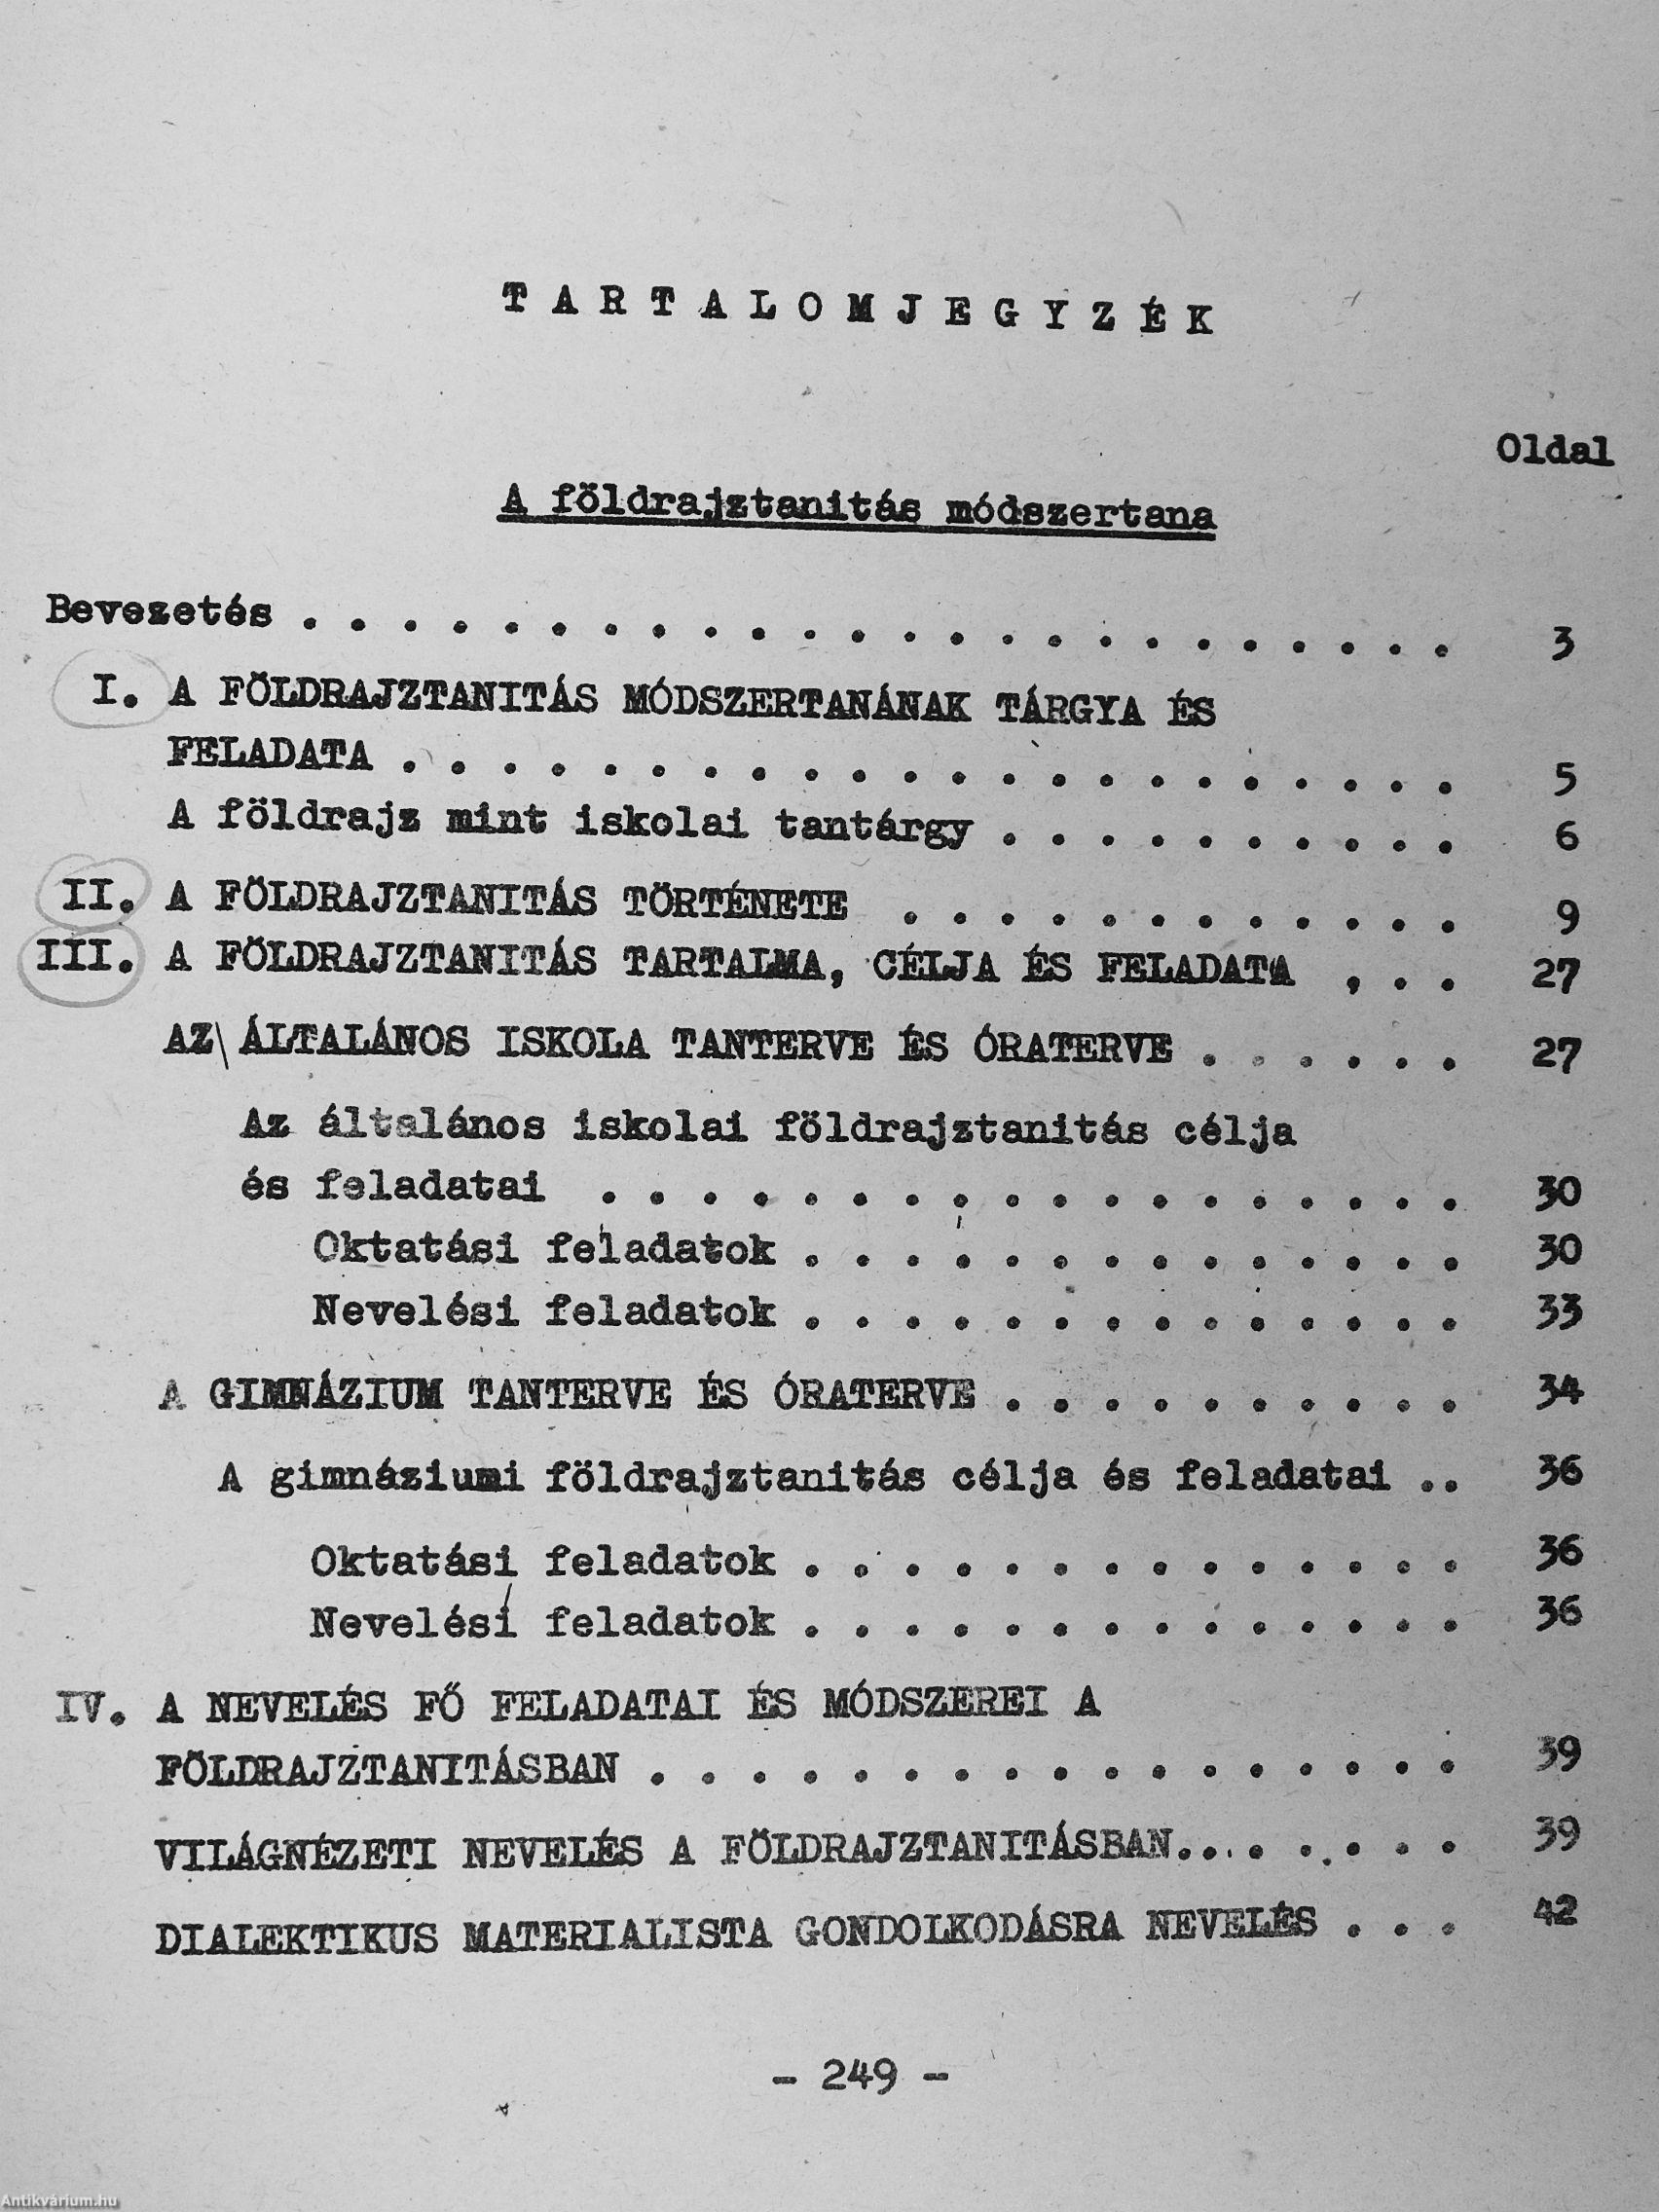 TARTALOMJEGYZÉK
Oldal
A földrajztanitás módszertana
Bevezetés . . . . . . . . . . . . . . . . . . . . . . . . 3
I. A FÖLDRAJZTANITÁS MÓDSZERTANÁNAK TÁRGYA ÉS
FELADATA . . . . . . . . . . . . . . . . . . . . . . 5
A földrajz mint iskolai tantárgy . . . . . . . . . . 6
II. A FÖLDRAJZTANITÁS TÖRTÉNETE . . . . . . . . . . . . 9
III. A FÖLDRAJZTANITÁS TARTALMA, CÉLJA ÉS FELADATA , . . 27
AZ ÁLTALÁNOS ISKOLA TANTERVE ÉS ÓRATERVE . . . . . . 27
Az általános iskolai földrajztanitás célja
és feladatai . . . . . . . . . . . . . . . . . . 30
Oktatási feladatok . . . . . . . . . . . . . . 30
Nevelési feladatok . . . . . . . . . . . . . . 33
A GIMNÁZIUM TANTERVE ÉS ÓRATERVE . . . . . . . . . . 34
A gimnáziumi földrajztanitás célja és feladatai .. 36
Oktatási feladatok . . . . . . . . . . . . . . 36
Nevelési feladatok . . . . . . . . . . . . . . 36
IV. A NEVELÉS FŐ FELADATAI ÉS MÓDSZEREI A
FÖLDRAJZTANITÁSBAN . . . . . . . . . . . . . . . . . 39
VILÁGNÉZETI NEVELÉS A FÖLDRAJZTANITÁSBAN. . . . . . . . 39
DIALEKTIKUS MATERIALISTA GONDOLKODÁSRA NEVELÉS . . . 42
- 249 -
Antikvárium.hu